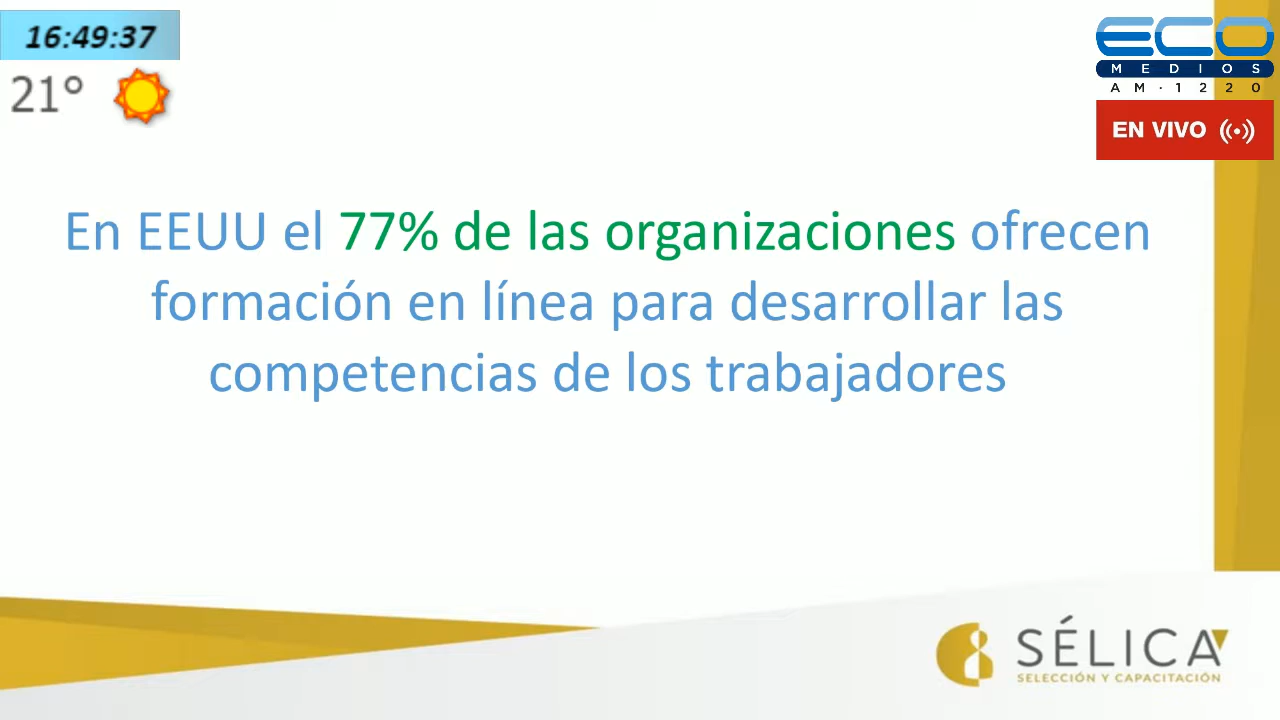 16:49:37
21°
ECO
MEDIOS
AM·1220
EN VIVO
En EEUU el 77% de las organizaciones ofrecen
formación en línea para desarrollar las
competencias de los trabajadores
SÉLICA
SELECCIÓN Y CAPACITACIÓN